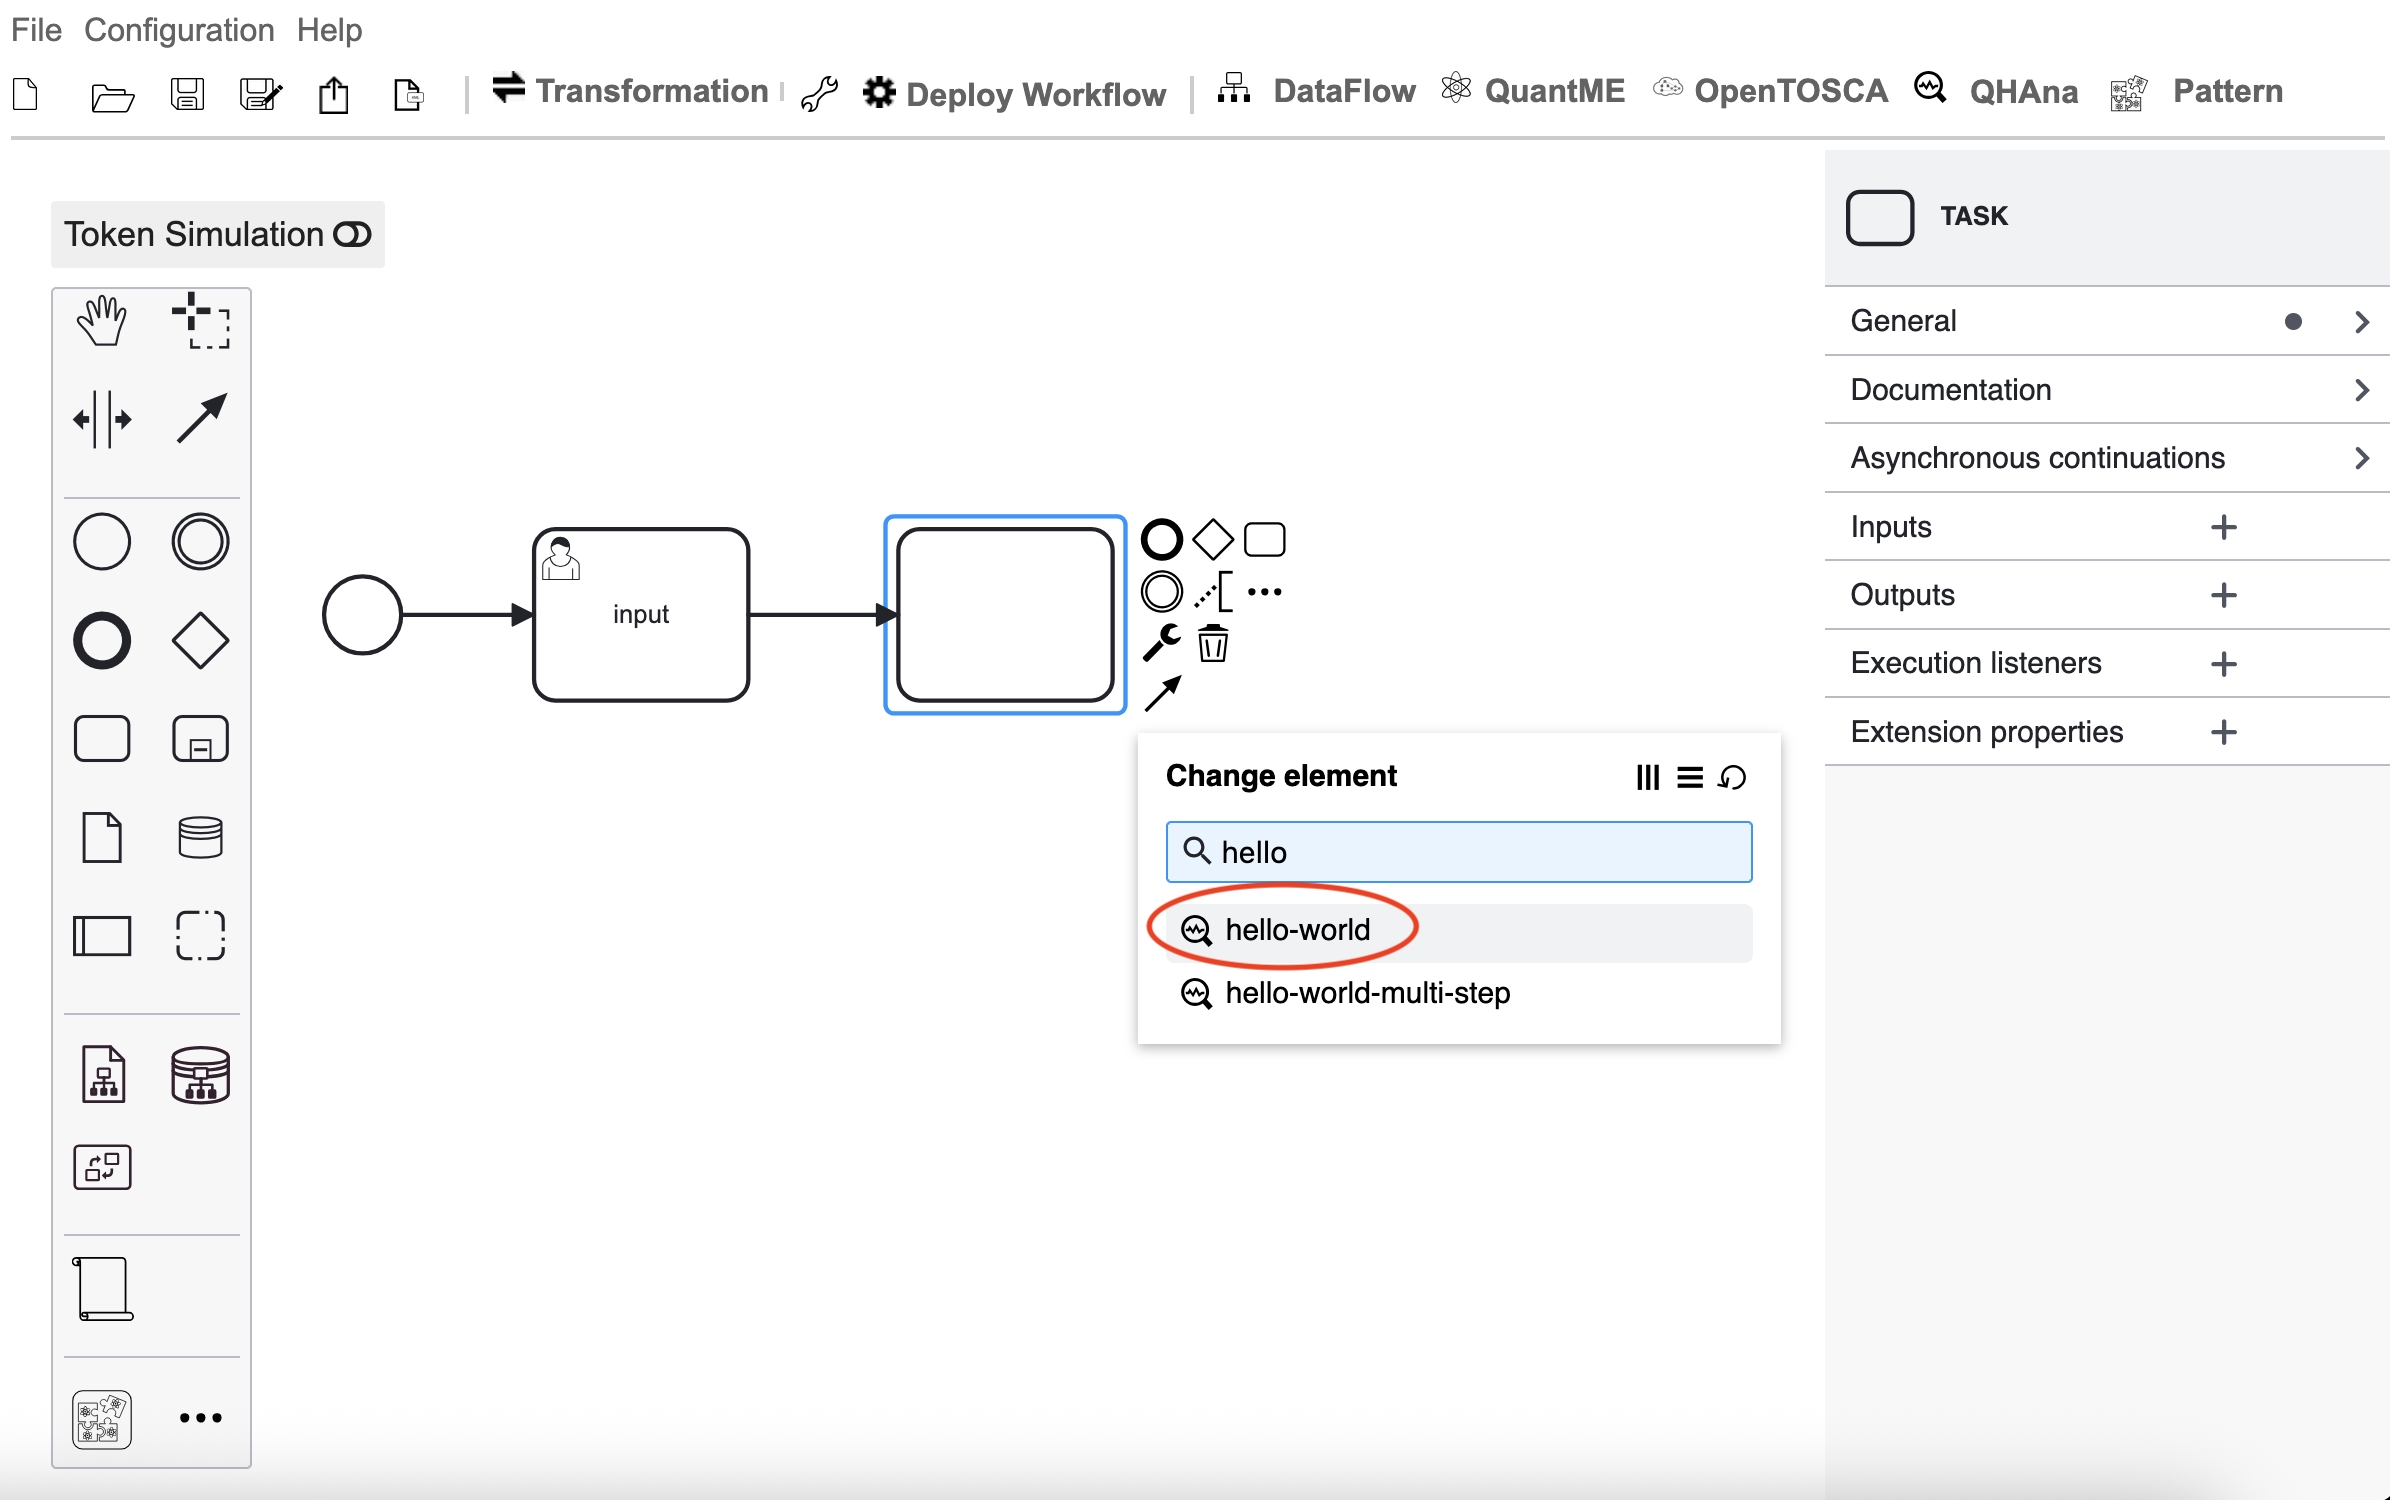 File Configuration Help
Transformation Deploy Workflow DataFlow QuantME OpenTOSCA QHAna Pattern
Token Simulation
TASK
General
Documentation
Asynchronous continuations
Inputs
Outputs
Execution listeners
Extension properties
input
Change element
hello
hello-world
hello-world-multi-step